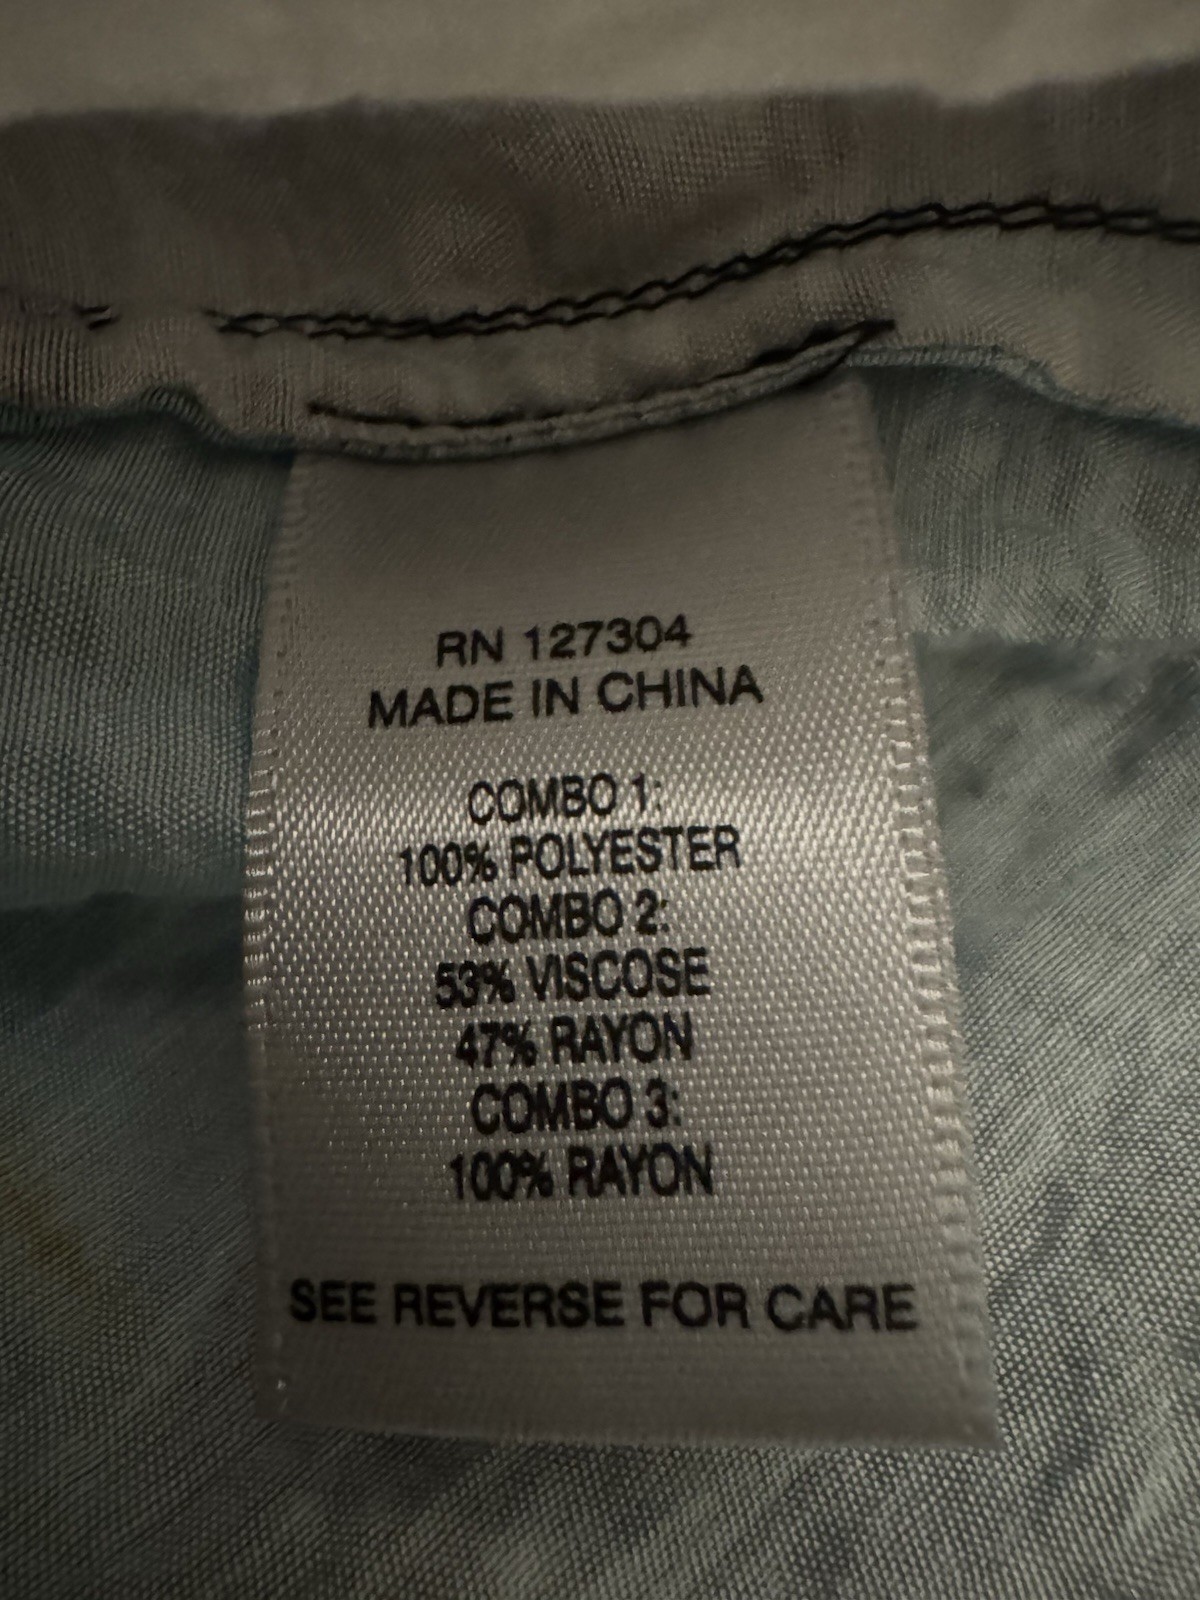 RN 127304
MADE IN CHINA
COMBO 1:
100% POLYESTER
COMBO 2:
53% VISCOSE
47% RAYON
COMBO 3:
100% RAYON
SEE REVERSE FOR CARE